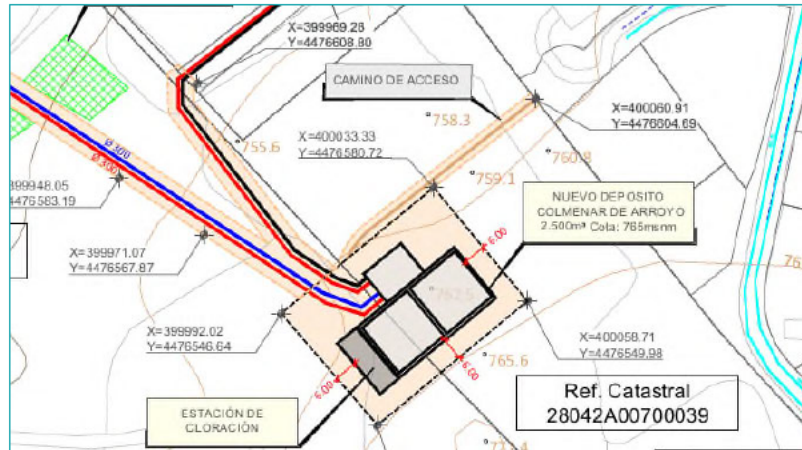 X=399969.26
Y=4476608.80
CAMINO DE ACCESO
758.3
X=400060.91
Y=4476604.69
755.6
X=400033.33
Y=4476580.72
760.8
Ø 300
Ø 300
759.1
399948.05
4476583.19
NUEVO DEPOSITO
COLMENAR DE ARROYO
2.500m³ Cota: 765msnm
6.00
X=399971.07
Y=4476567.87
X=399992.02
Y=4476546.64
X=400058.71
Y=4476549.98
6.00
765.6
6.00
Ref. Catastral
28042A00700039
ESTACIÓN DE
CLORACIÓN